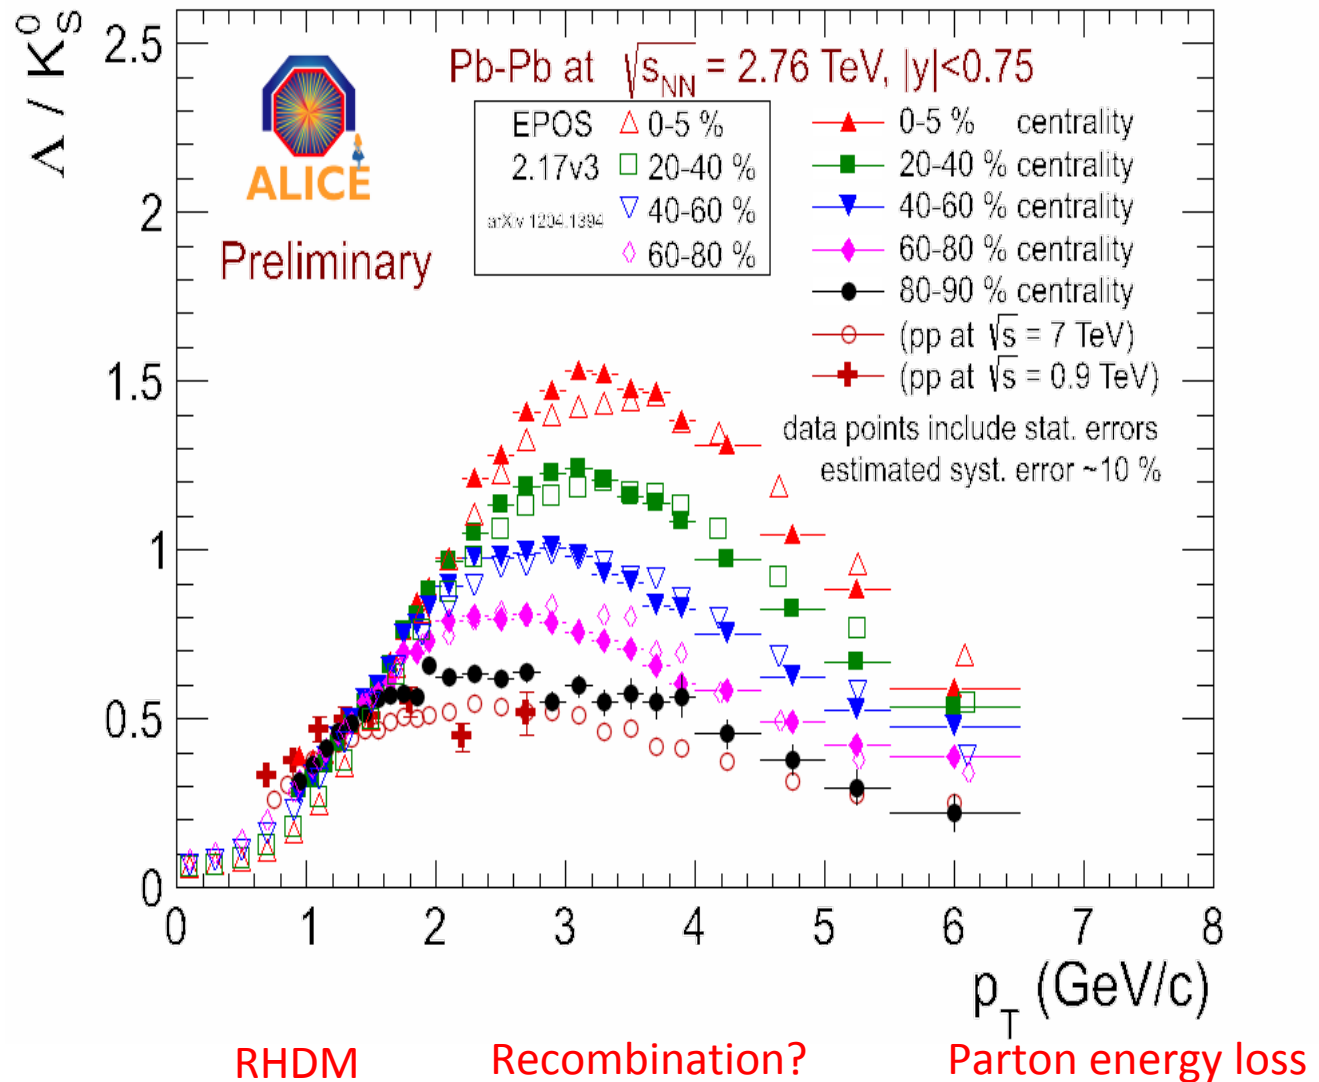 Λ / K⁰S
2.5
2
1.5
1
0.5
0
Pb-Pb at √sNN = 2.76 TeV, |y|<0.75
ALICE
Preliminary
EPOS
2.17v3
arXiv 1204.1394
0-5 %
20-40 %
40-60 %
60-80 %
0-5 % centrality
20-40 % centrality
40-60 % centrality
60-80 % centrality
80-90 % centrality
(pp at √s = 7 TeV)
(pp at √s = 0.9 TeV)
data points include stat. errors
estimated syst. error ~10 %
0 1 2 3 4 5 6 7 8
pT (GeV/c)
RHDM Recombination? Parton energy loss